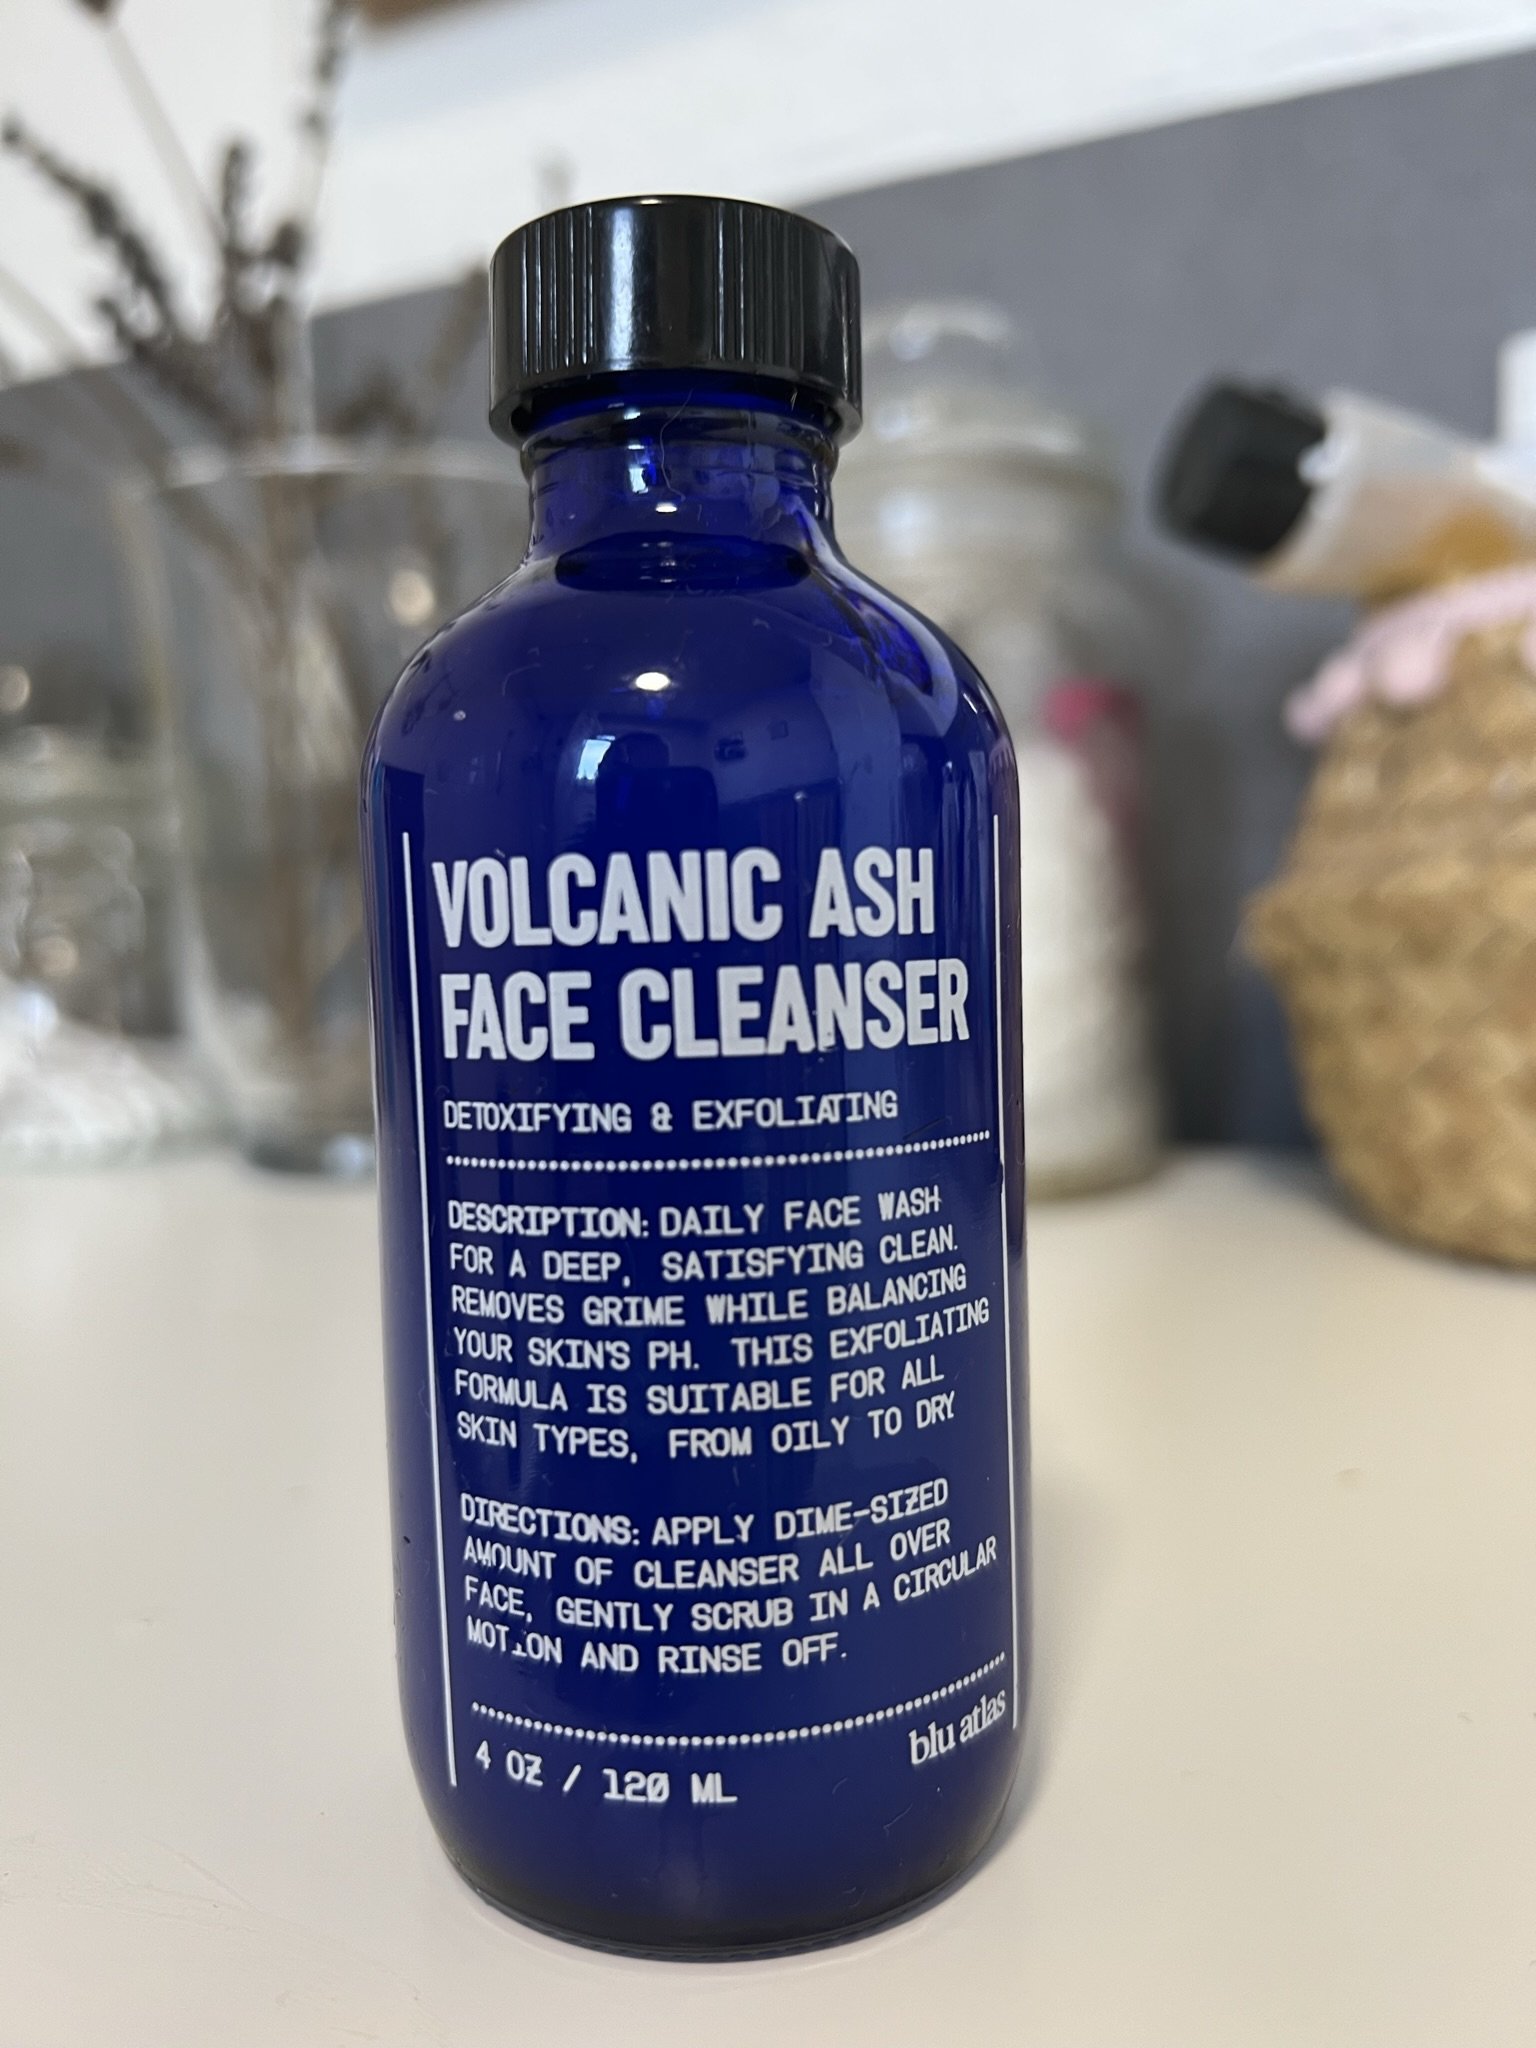 VOLCANIC ASH
FACE CLEANSER
DETOXIFYING & EXFOLIATING
DESCRIPTION: DAILY FACE WASH
FOR A DEEP, SATISFYING CLEAN.
REMOVES GRIME WHILE BALANCING
YOUR SKIN'S PH. THIS EXFOLIATING
FORMULA IS SUITABLE FOR ALL
SKIN TYPES, FROM OILY TO DRY
DIRECTIONS: APPLY DIME-SIZED
AMOUNT OF CLEANSER ALL OVER
FACE, GENTLY SCRUB IN A CIRCULAR
MOTION AND RINSE OFF.
blu atlas
4 OZ / 120 ML